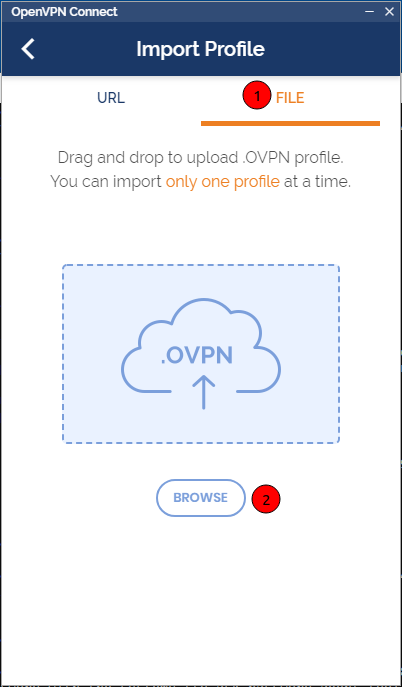 OpenVPN Connect
Import Profile
URL
1 FILE
Drag and drop to upload .OVPN profile.
You can import only one profile at a time.
.OVPN
BROWSE 2